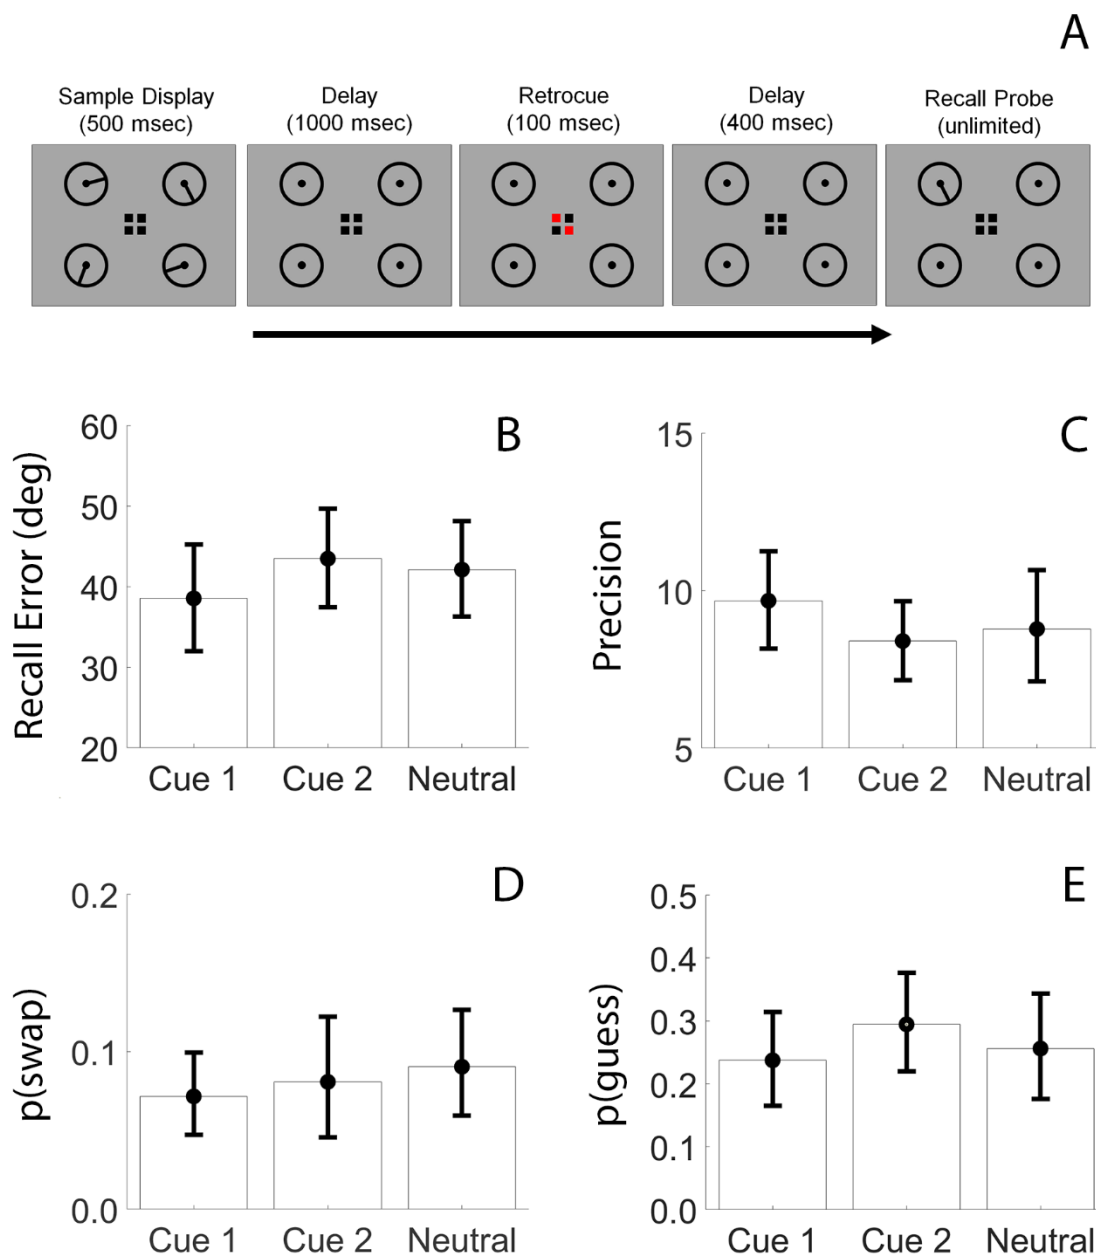 A
Sample Display
(500 msec)
Delay
(1000 msec)
Retrocue
(100 msec)
Delay
(400 msec)
Recall Probe
(unlimited)
B
Recall Error (deg)
60
50
40
30
20
Cue 1 Cue 2 Neutral
C
Precision
15
10
5
Cue 1 Cue 2 Neutral
D
p(swap)
0.2
0.1
0.0
Cue 1 Cue 2 Neutral
E
p(guess)
0.5
0.4
0.3
0.2
0.1
0.0
Cue 1 Cue 2 Neutral